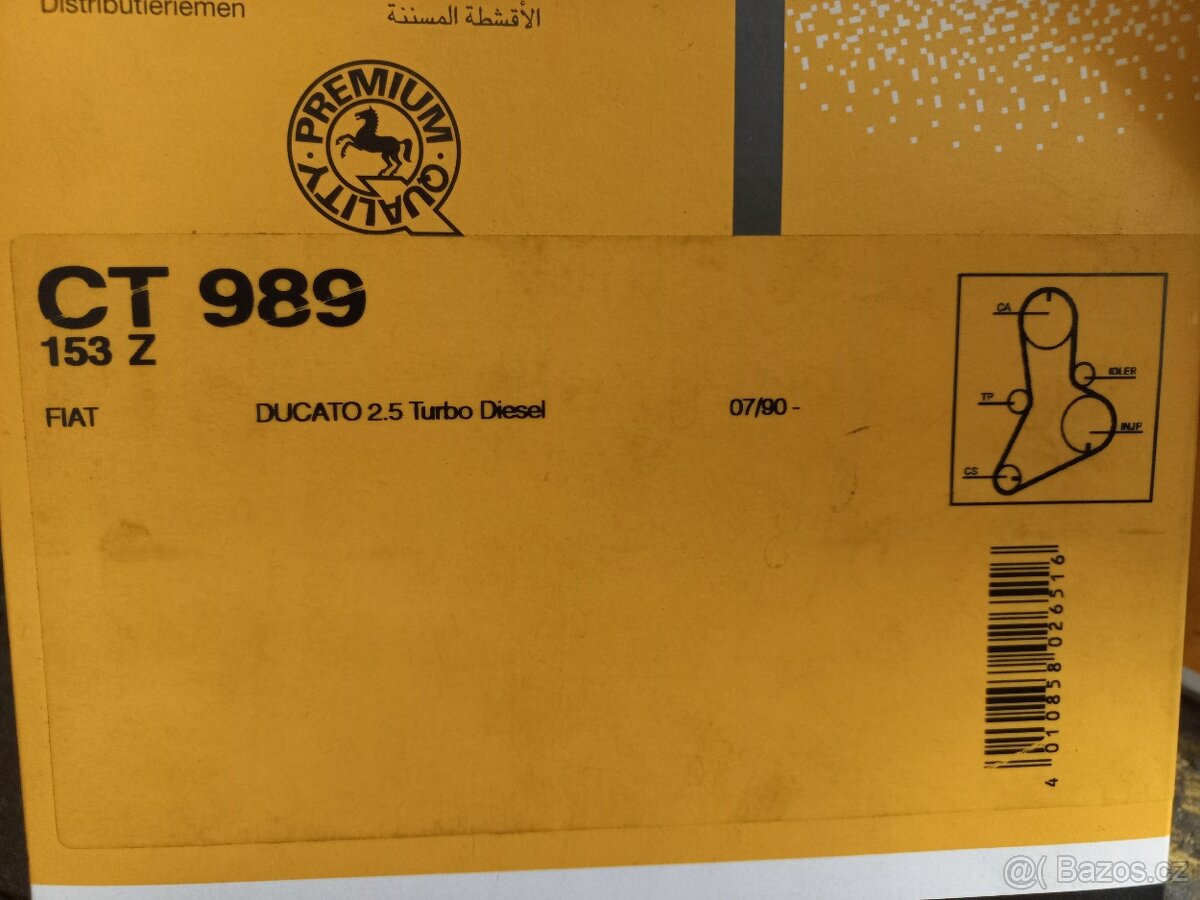 Distributieriemen
الأقشطة المسننة
PREMIUM · QUALITY ·
CT 989
153 Z
FIAT DUCATO 2.5 Turbo Diesel 07/90 -
CA
IDLER
TP
INJP
CS
4 010858 026516
@( Bazos.cz